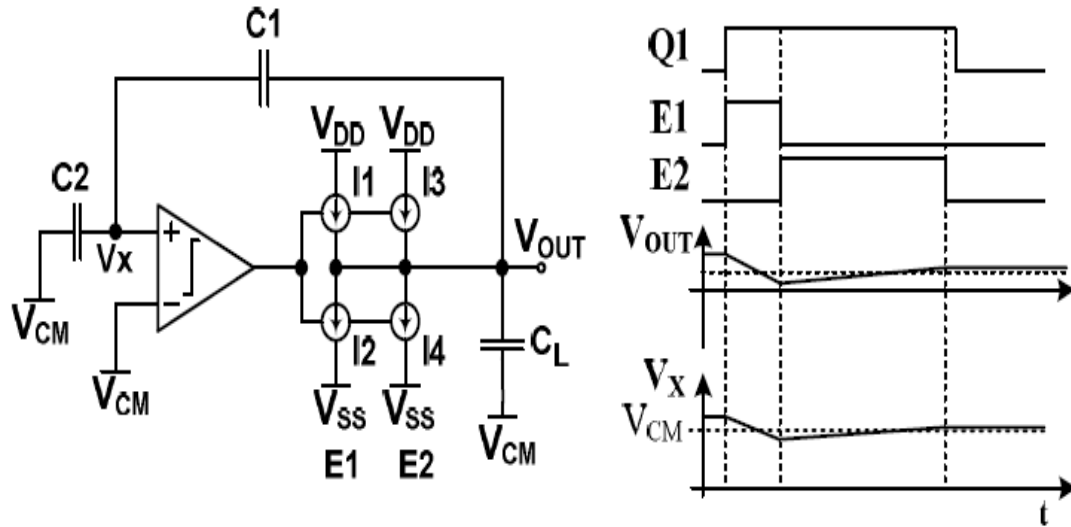 C1
VDD VDD
I1 I3
C2
Vx
+
−
VOUT
VCM
VCM
I2 I4
CL
VSS VSS
VCM
E1 E2
Q1
E1
E2
VOUT
VX
VCM
t